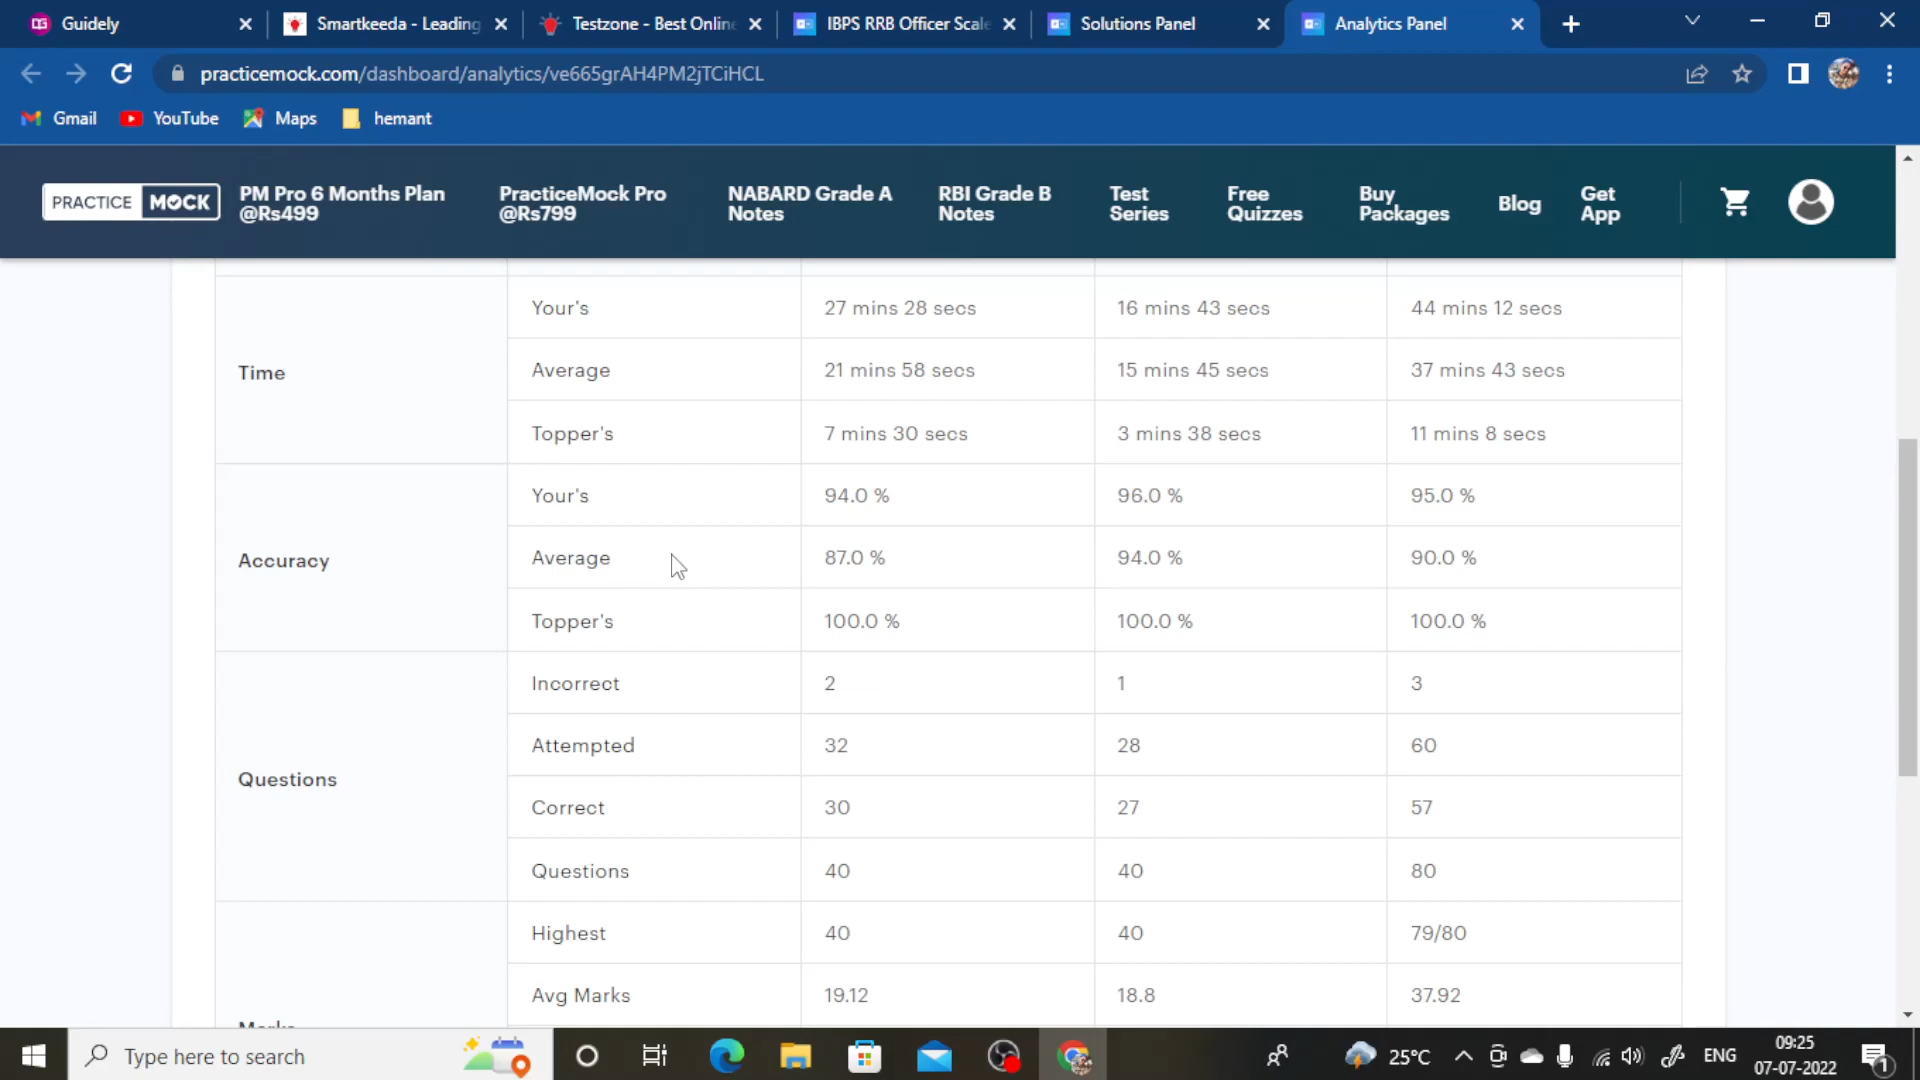 Guidely
Smartkeeda - Leading
Testzone - Best Online
IBPS RRB Officer Scale
Solutions Panel
Analytics Panel
practicemock.com/dashboard/analytics/ve665grAH4PM2jTCiHCL
Gmail
YouTube
Maps
hemant
PRACTICE MOCK
PM Pro 6 Months Plan @Rs499
PracticeMock Pro @Rs799
NABARD Grade A Notes
RBI Grade B Notes
Test Series
Free Quizzes
Buy Packages
Blog
Get App
Time
Your's 27 mins 28 secs 16 mins 43 secs 44 mins 12 secs
Average 21 mins 58 secs 15 mins 45 secs 37 mins 43 secs
Topper's 7 mins 30 secs 3 mins 38 secs 11 mins 8 secs
Accuracy
Your's 94.0 % 96.0 % 95.0 %
Average 87.0 % 94.0 % 90.0 %
Topper's 100.0 % 100.0 % 100.0 %
Questions
Incorrect 2 1 3
Attempted 32 28 60
Correct 30 27 57
Questions 40 40 80
Highest 40 40 79/80
Avg Marks 19.12 18.8 37.92
Type here to search
25°C
ENG
09:25
07-07-2022
1